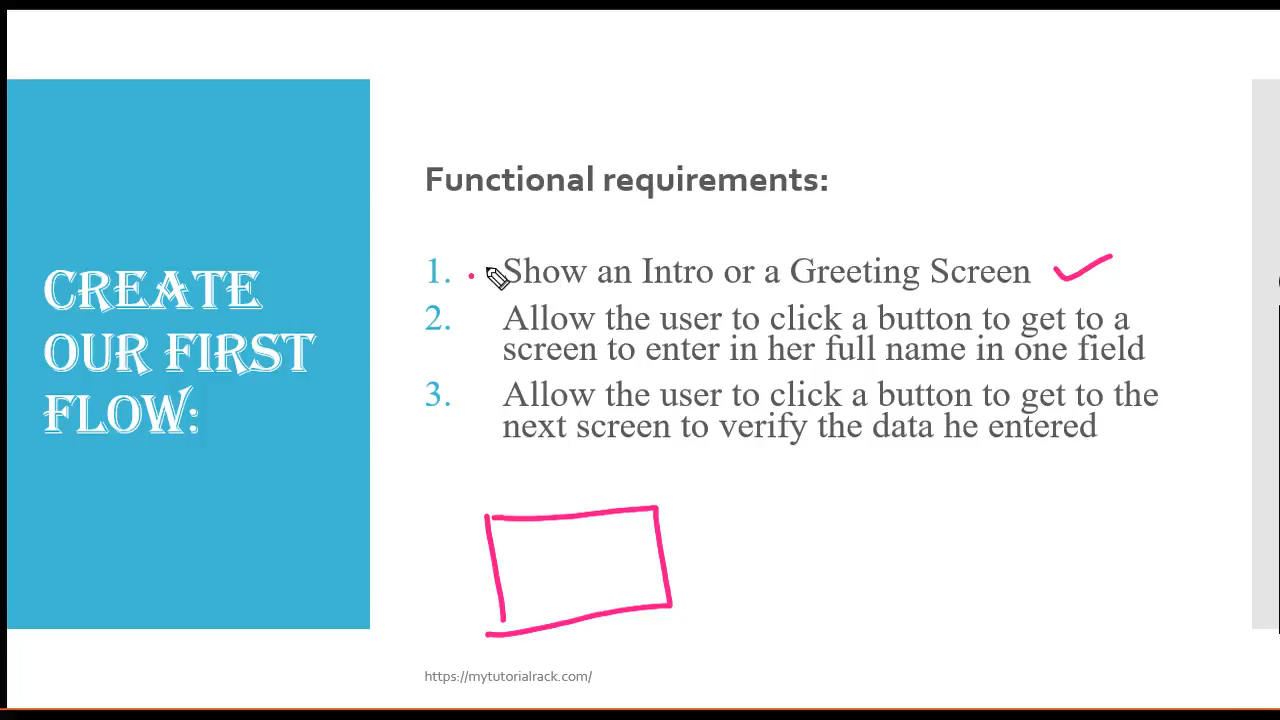 CREATE
OUR FIRST
FLOW:
Functional requirements:
1. Show an Intro or a Greeting Screen
2. Allow the user to click a button to get to a
screen to enter in her full name in one field
3. Allow the user to click a button to get to the
next screen to verify the data he entered
https://mytutorialrack.com/